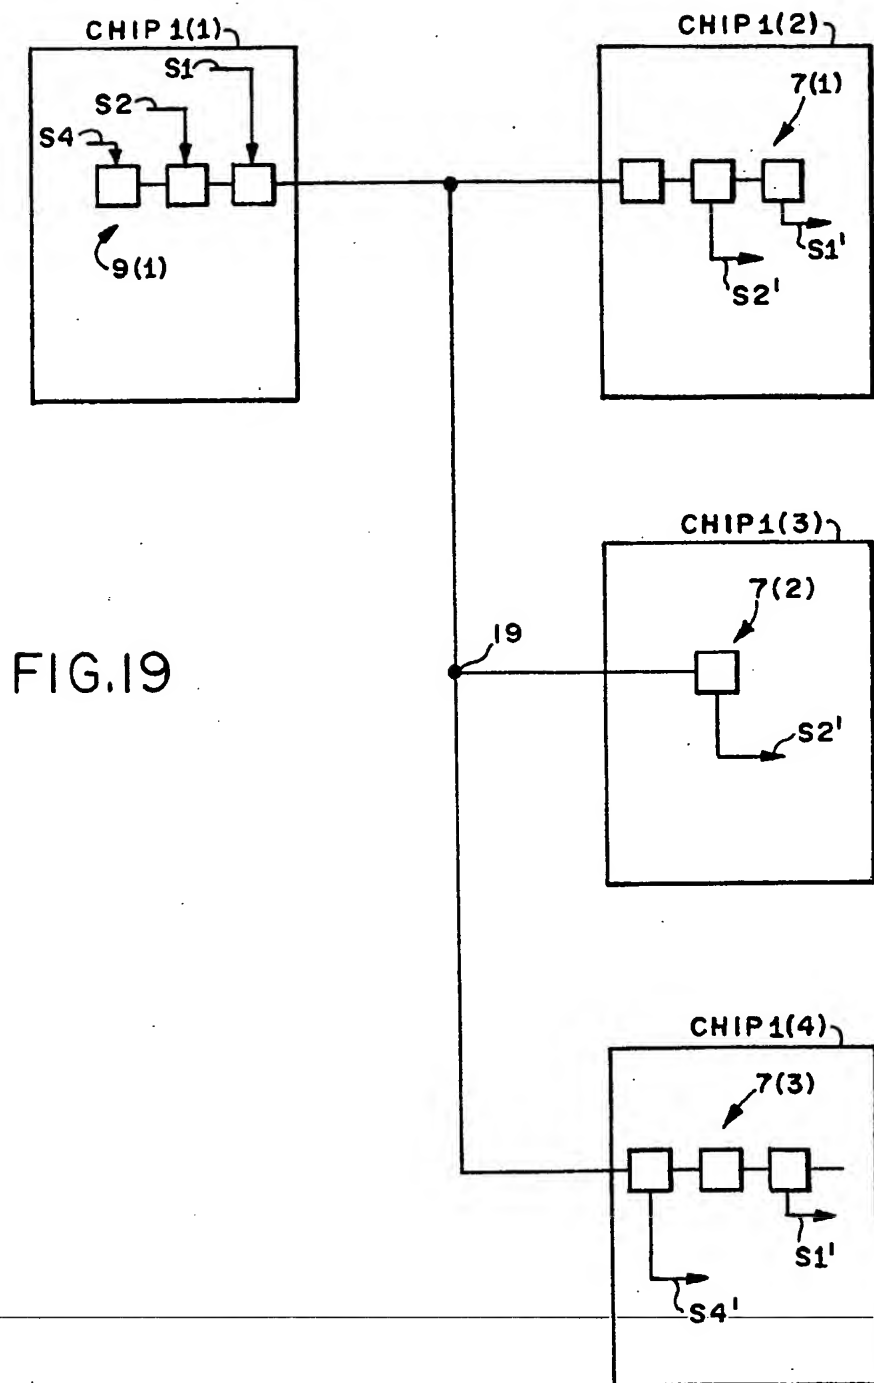 CHIP 1(1)
S1
S2
S4
9(1)
CHIP 1(2)
7(1)
S1'
S2'
CHIP 1(3)
7(2)
19
S2'
FIG.19
CHIP 1(4)
7(3)
S1'
S4'